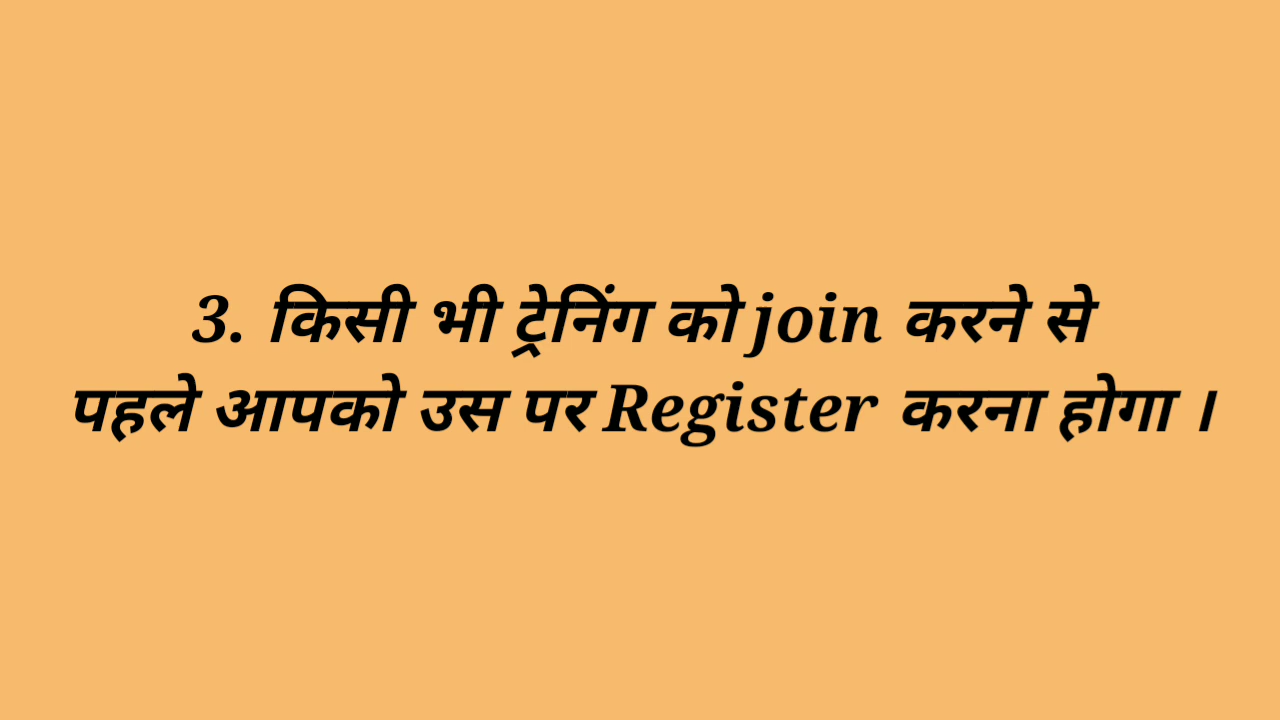 3. किसी भी ट्रेनिंग को join करने से
पहले आपको उस पर Register करना होगा ।